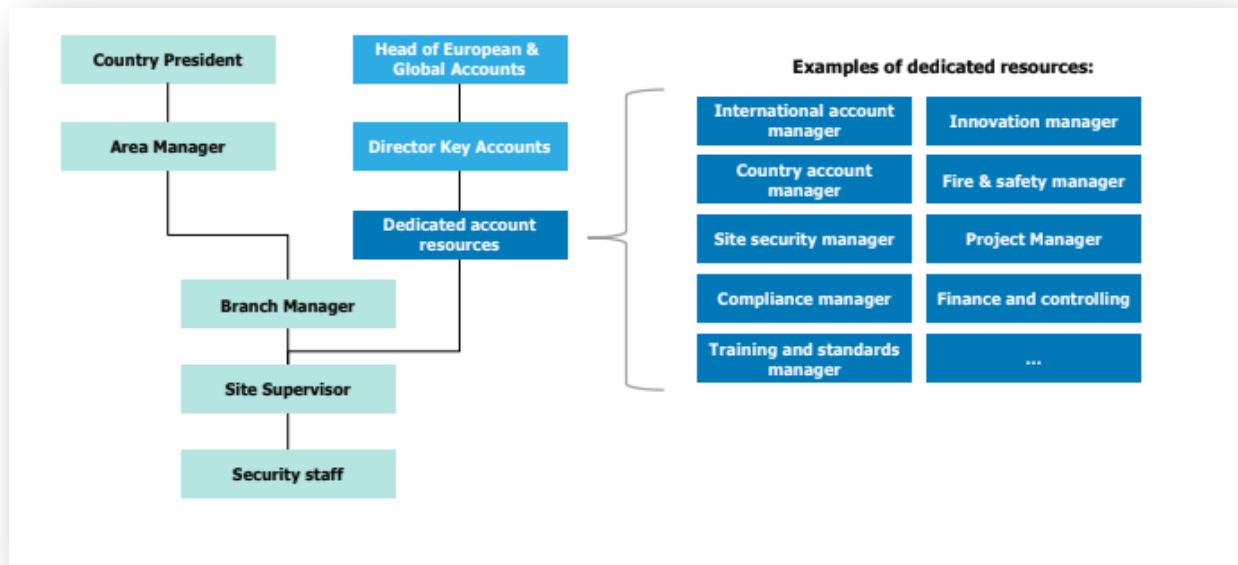 Country President
Head of European &
Global Accounts
Area Manager
Director Key Accounts
Dedicated account
resources
Branch Manager
Site Supervisor
Security staff
Examples of dedicated resources:
International account
manager
Innovation manager
Country account
manager
Fire & safety manager
Site security manager
Project Manager
Compliance manager
Finance and controlling
Training and standards
manager
...